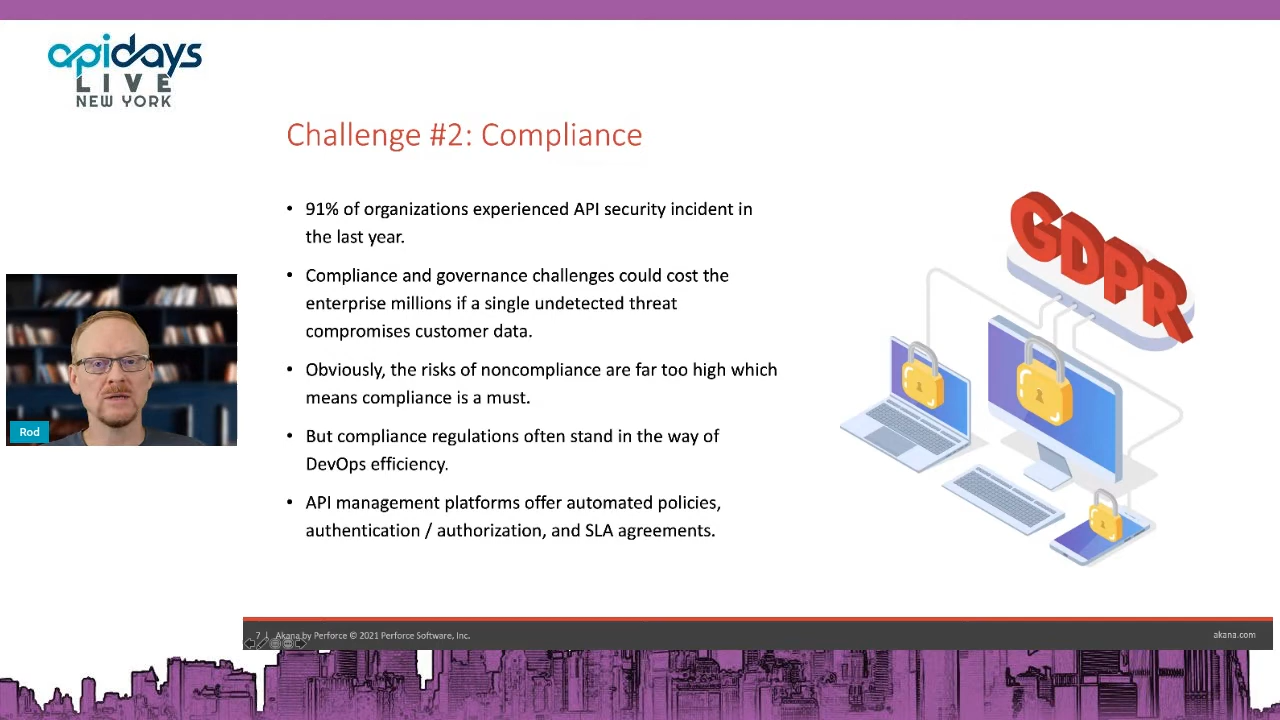 apidays
LIVE
NEW YORK
Challenge #2: Compliance
• 91% of organizations experienced API security incident in
the last year.
• Compliance and governance challenges could cost the
enterprise millions if a single undetected threat
compromises customer data.
• Obviously, the risks of noncompliance are far too high which
means compliance is a must.
• But compliance regulations often stand in the way of
DevOps efficiency.
• API management platforms offer automated policies,
authentication / authorization, and SLA agreements.
GDPR
Rod
7 | Akana by Perforce © 2021 Perforce Software, Inc.
akana.com